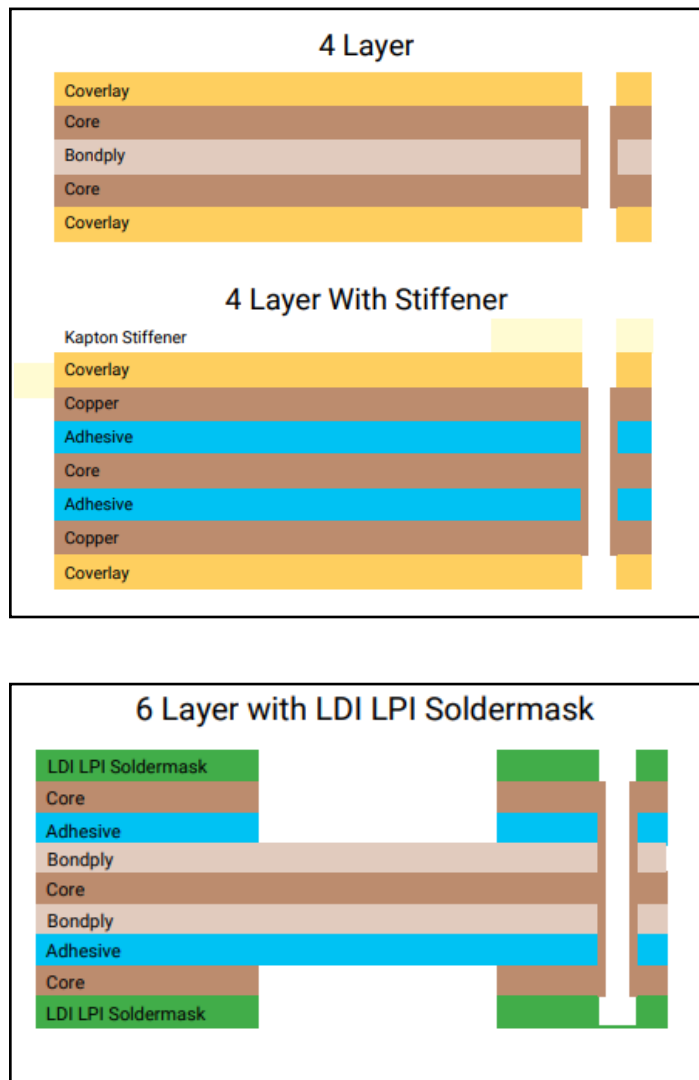 4 Layer
Coverlay
Core
Bondply
Core
Coverlay
4 Layer With Stiffener
Kapton Stiffener
Coverlay
Copper
Adhesive
Core
Adhesive
Copper
Coverlay
6 Layer with LDI LPI Soldermask
LDI LPI Soldermask
Core
Adhesive
Bondply
Core
Bondply
Adhesive
Core
LDI LPI Soldermask